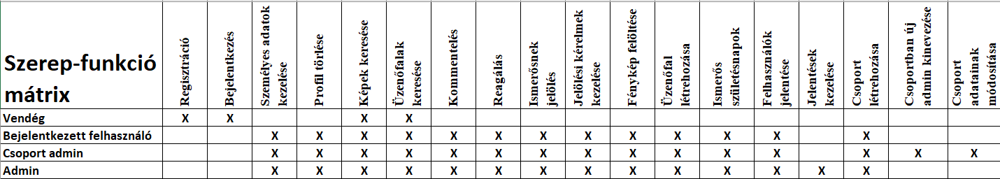 Szerep-funkció
mátrix
Regisztráció
Bejelentkezés
Személyes adatok
kezelése
Profil törlése
Képek keresése
Üzenőfalak
keresése
Kommentelés
Reagálás
Ismerősnek
jelölés
Jelölési kérelmek
kezelése
Fénykép felöltése
Üzenőfal
létrehozása
Ismerős
születésnapok
Felhasználók
jelentése
Jelentések
kezelése
Csoport
létrehozása
Csoportban új
admin kinevezése
Csoport
adatainak
módosítása
Vendég X X X X
Bejelentkezett felhasználó X X X X X X X X X X X X X
Csoport admin X X X X X X X X X X X X X X X
Admin X X X X X X X X X X X X X X